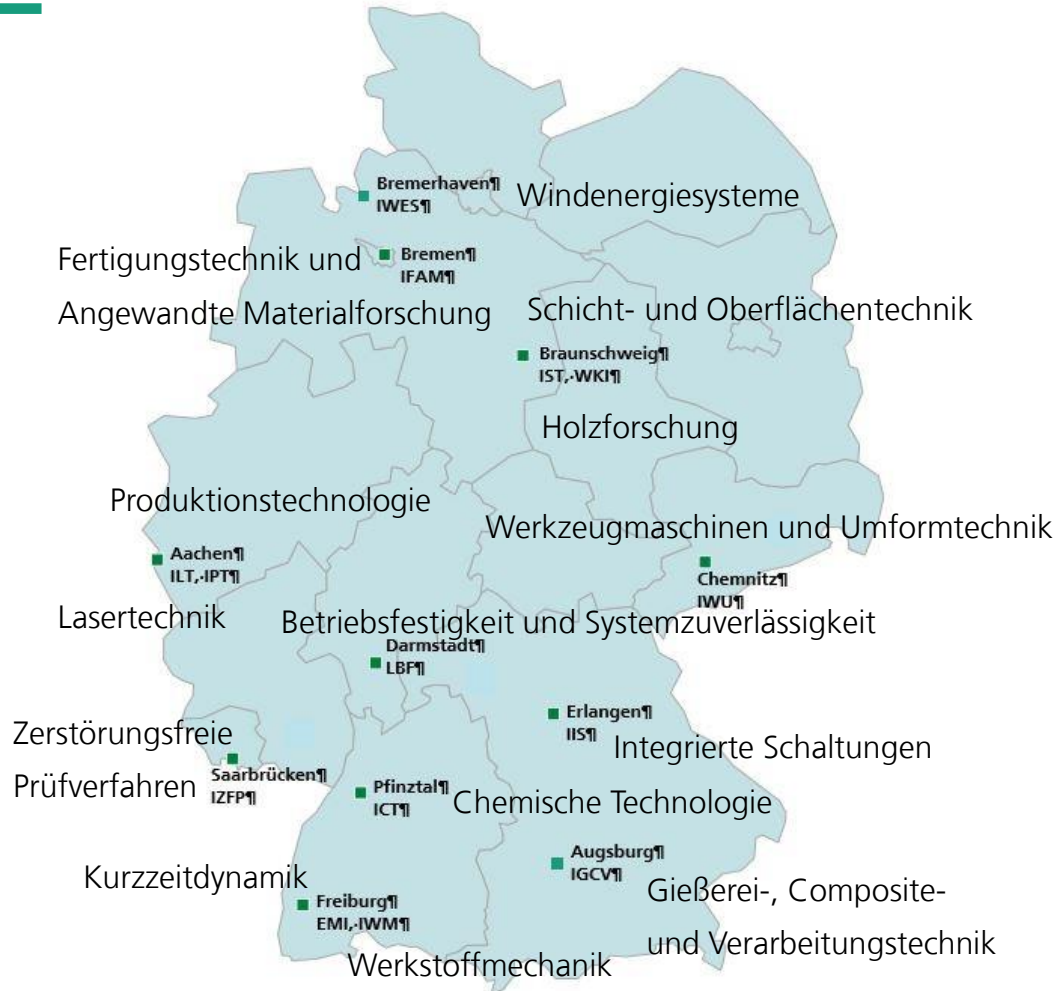 Bremerhaven¶
IWES¶
Windenergiesysteme
Fertigungstechnik und
Angewandte Materialforschung
Bremen¶
IFAM¶
Schicht- und Oberflächentechnik
Braunschweig¶
IST,·WKI¶
Holzforschung
Produktionstechnologie
Werkzeugmaschinen und Umformtechnik
Aachen¶
ILT,·IPT¶
Chemnitz¶
IWU¶
Lasertechnik
Betriebsfestigkeit und Systemzuverlässigkeit
Darmstadt¶
LBF¶
Erlangen¶
IIS¶
Integrierte Schaltungen
Zerstörungsfreie
Prüfverfahren
Saarbrücken¶
IZFP¶
Pfinztal¶
ICT¶
Chemische Technologie
Augsburg¶
IGCV¶
Gießerei-, Composite-
und Verarbeitungstechnik
Kurzzeitdynamik
Freiburg¶
EMI,·IWM¶
Werkstoffmechanik